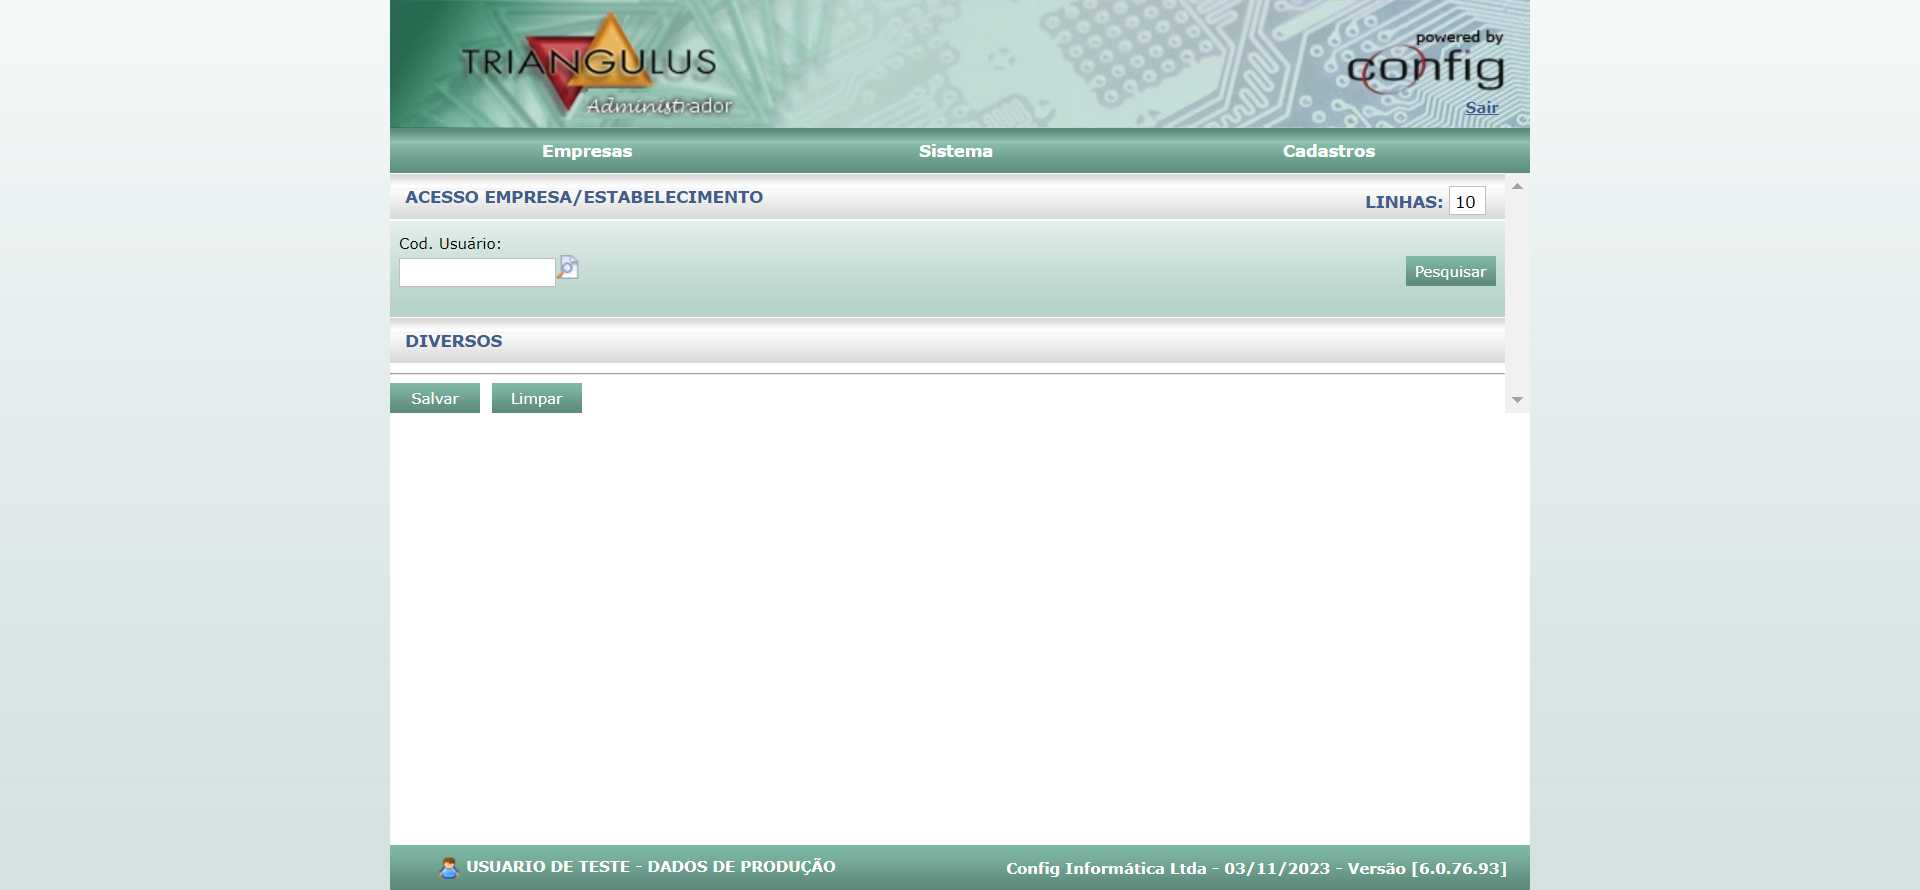 TRIANGULUS
Administrador
powered by
config
Sair
Empresas Sistema Cadastros
ACESSO EMPRESA/ESTABELECIMENTO LINHAS: 10
Cod. Usuário:
Pesquisar
DIVERSOS
Salvar Limpar
USUARIO DE TESTE - DADOS DE PRODUÇÃO Config Informática Ltda - 03/11/2023 - Versão [6.0.76.93]